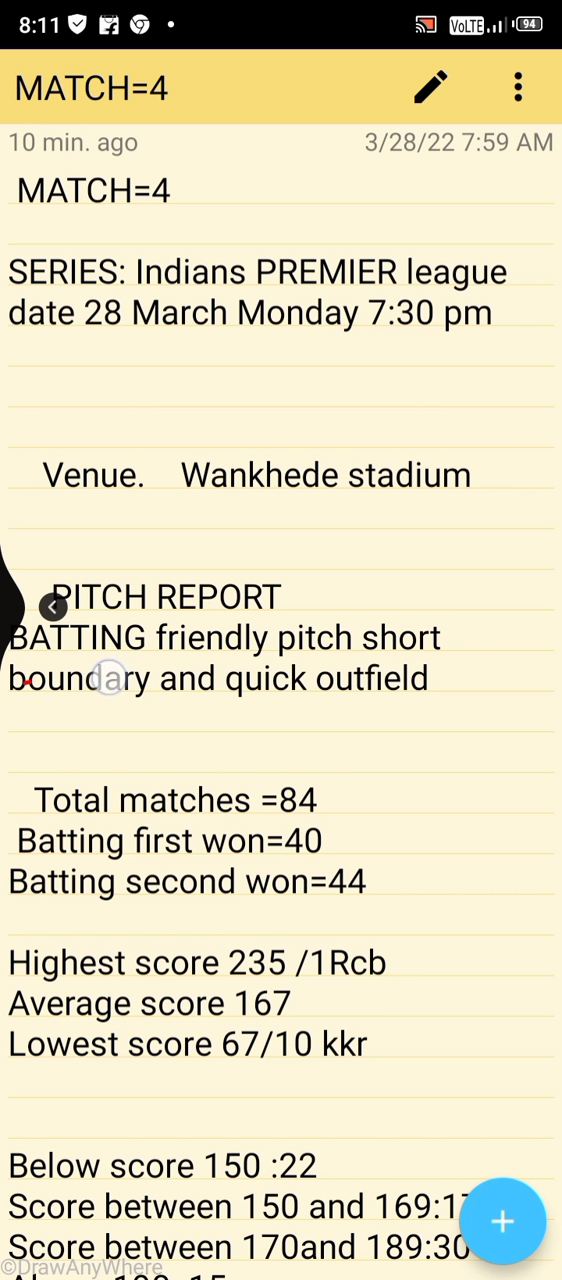 8:11
VoLTE 94
MATCH=4
10 min. ago 3/28/22 7:59 AM
MATCH=4
SERIES: Indians PREMIER league
date 28 March Monday 7:30 pm
Venue. Wankhede stadium
PITCH REPORT
BATTING friendly pitch short
boundary and quick outfield
Total matches =84
Batting first won=40
Batting second won=44
Highest score 235 /1Rcb
Average score 167
Lowest score 67/10 kkr
Below score 150 :22
Score between 150 and 169:17
Score between 170and 189:30
©DrawAnyWhere